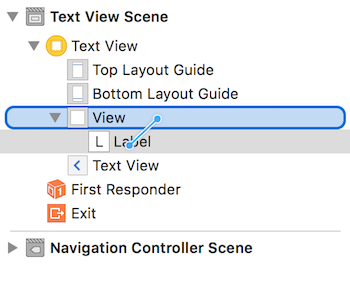 Text View Scene
Text View
Top Layout Guide
Bottom Layout Guide
View
L Label
Text View
First Responder
Exit
Navigation Controller Scene